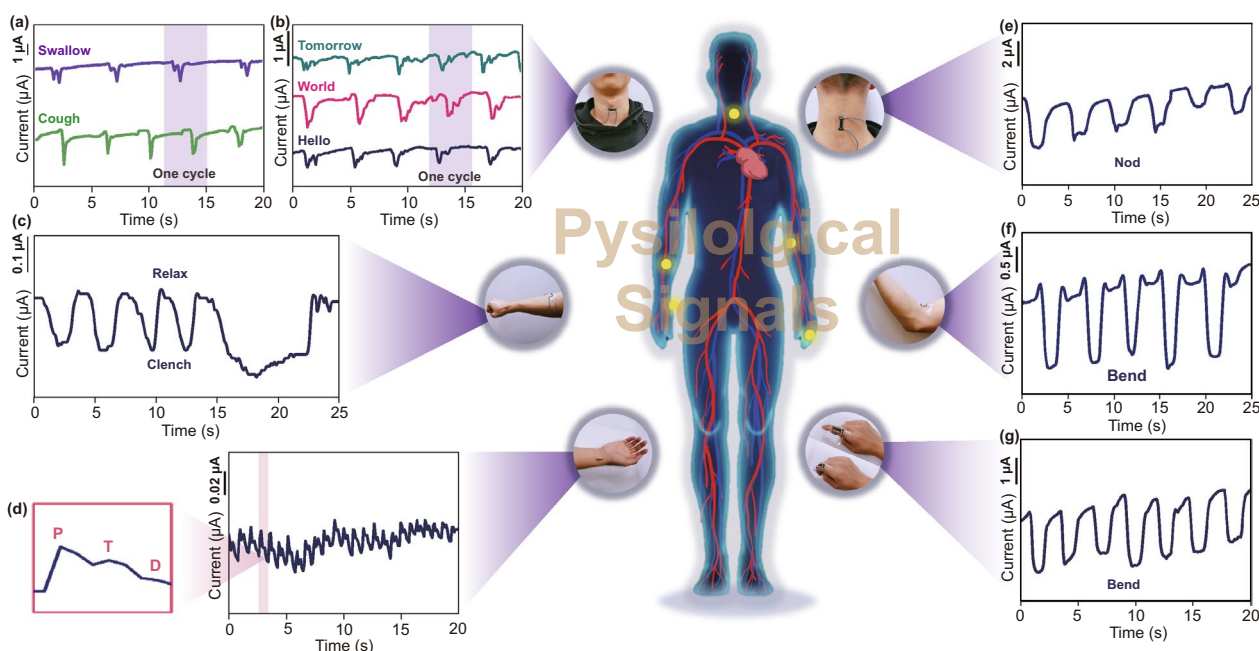 (a)
1 µA
Swallow
Cough
One cycle
Current (µA)
0 5 10 15 20
Time (s)
(b)
1 µA
Tomorrow
World
Hello
One cycle
Current (µA)
0 5 10 15 20
Time (s)
(c)
0.1 µA
Relax
Clench
Current (µA)
0 5 10 15 20 25
Time (s)
(d)
P
T
D
0.02 µA
Current (µA)
0 5 10 15 20
Time (s)
Pysilolgical
Signals
(e)
2 µA
Nod
Current (µA)
0 5 10 15 20 25
Time (s)
(f)
0.5 µA
Bend
Current (µA)
0 5 10 15 20 25
Time (s)
(g)
1 µA
Bend
Current (µA)
0 5 10 15 20
Time (s)